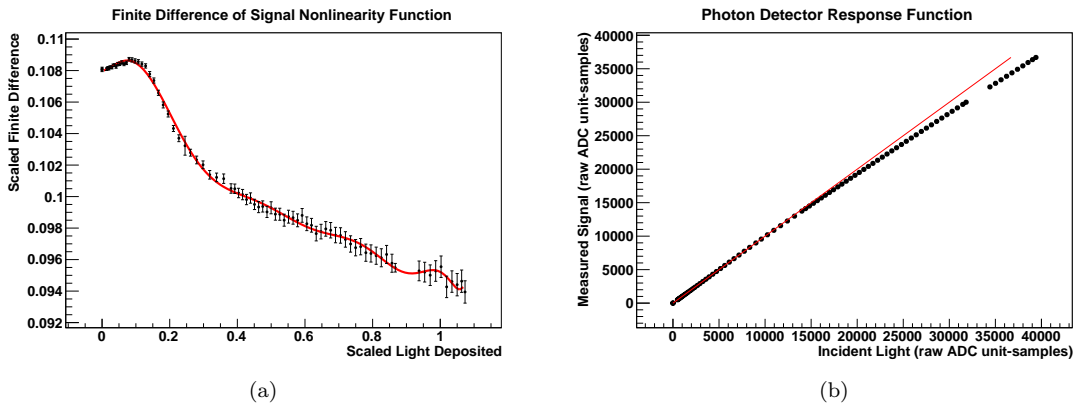 Finite Difference of Signal Nonlinearity Function
Scaled Finite Difference
0.11
0.108
0.106
0.104
0.102
0.1
0.098
0.096
0.094
0.092
0 0.2 0.4 0.6 0.8 1
Scaled Light Deposited
(a)
Photon Detector Response Function
Measured Signal (raw ADC unit-samples)
40000
35000
30000
25000
20000
15000
10000
5000
0
0 5000 10000 15000 20000 25000 30000 35000 40000
Incident Light (raw ADC unit-samples)
(b)